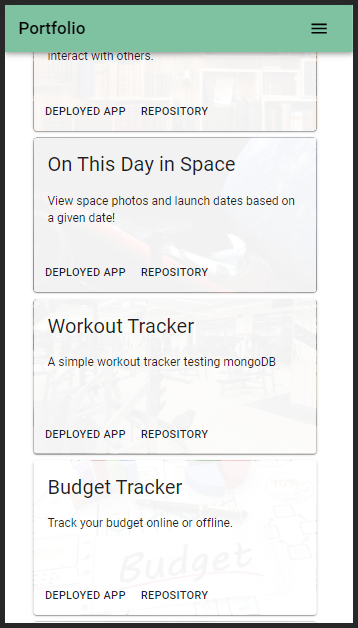 Portfolio
interact with others.
DEPLOYED APP REPOSITORY
On This Day in Space
View space photos and launch dates based on
a given date!
DEPLOYED APP REPOSITORY
Workout Tracker
A simple workout tracker testing mongoDB
DEPLOYED APP REPOSITORY
Budget Tracker
Track your budget online or offline.
Budget
DEPLOYED APP REPOSITORY